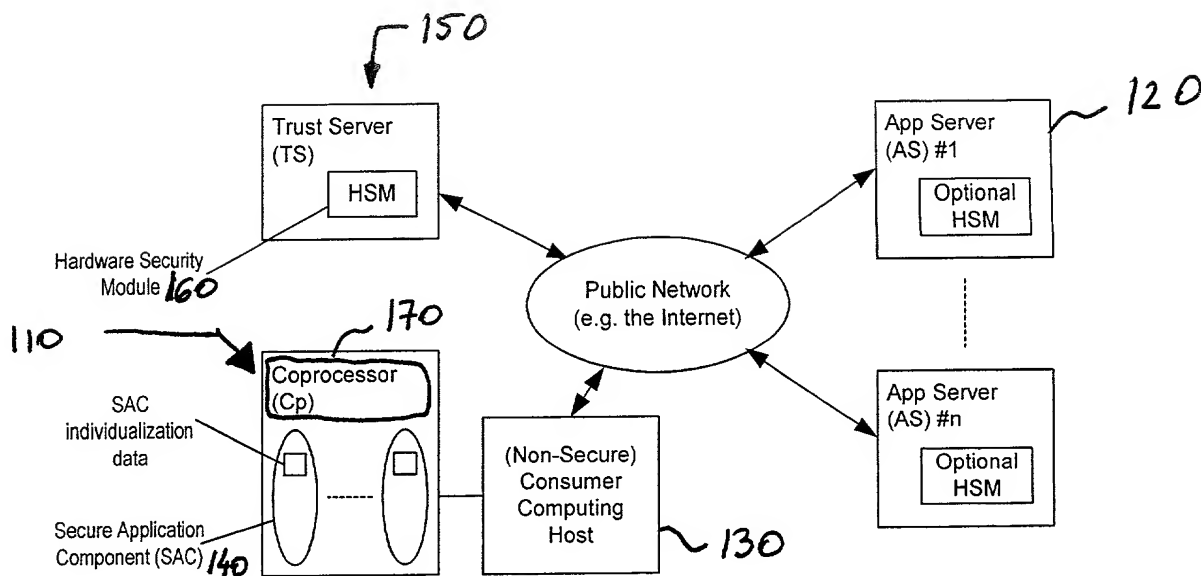 150
Trust Server
(TS)
HSM
Hardware Security
Module 160
App Server
(AS) #1
Optional
HSM
120
Public Network
(e.g. the Internet)
110
170
Coprocessor
(Cp)
SAC
individualization
data
Secure Application
Component (SAC) 140
(Non-Secure)
Consumer
Computing
Host
130
App Server
(AS) #n
Optional
HSM